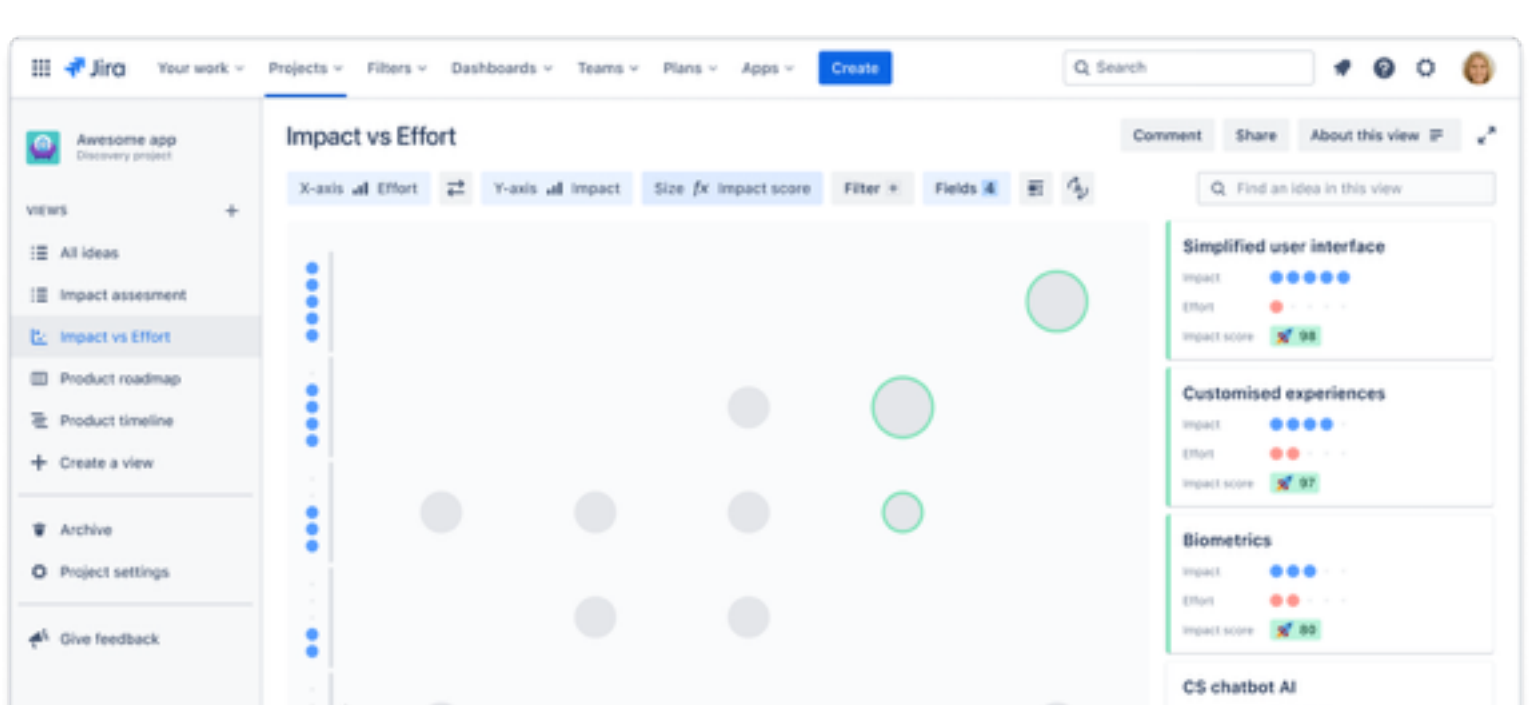 Jira Your work Projects Filters Dashboards Teams Plans Apps Create Search
Awesome app
Discovery project
VIEWS
All ideas
Impact assesment
Impact vs Effort
Product roadmap
Product timeline
Create a view
Archive
Project settings
Give feedback
Impact vs Effort
Comment Share About this view
X-axis Effort Y-axis Impact Size fx Impact score Filter + Fields 4 Find an idea in this view
Simplified user interface
Impact
Effort
Impact score 98
Customised experiences
Impact
Effort
Impact score 97
Biometrics
Impact
Effort
Impact score 80
CS chatbot AI